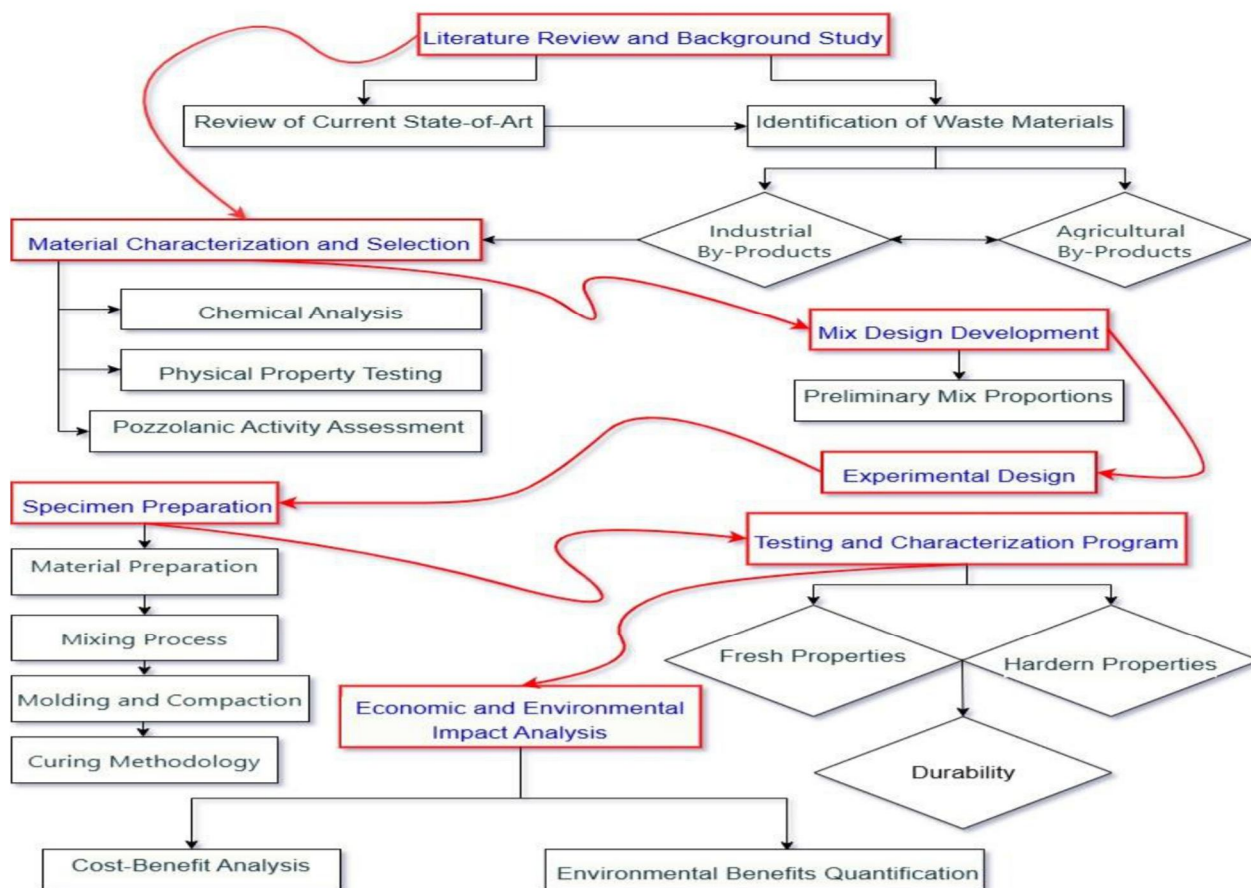 Literature Review and Background Study
Review of Current State-of-Art
Identification of Waste Materials
Industrial
By-Products
Agricultural
By-Products
Material Characterization and Selection
Chemical Analysis
Physical Property Testing
Pozzolanic Activity Assessment
Mix Design Development
Preliminary Mix Proportions
Experimental Design
Specimen Preparation
Material Preparation
Mixing Process
Molding and Compaction
Curing Methodology
Testing and Characterization Program
Fresh Properties
Hardern Properties
Durability
Economic and Environmental
Impact Analysis
Cost-Benefit Analysis
Environmental Benefits Quantification